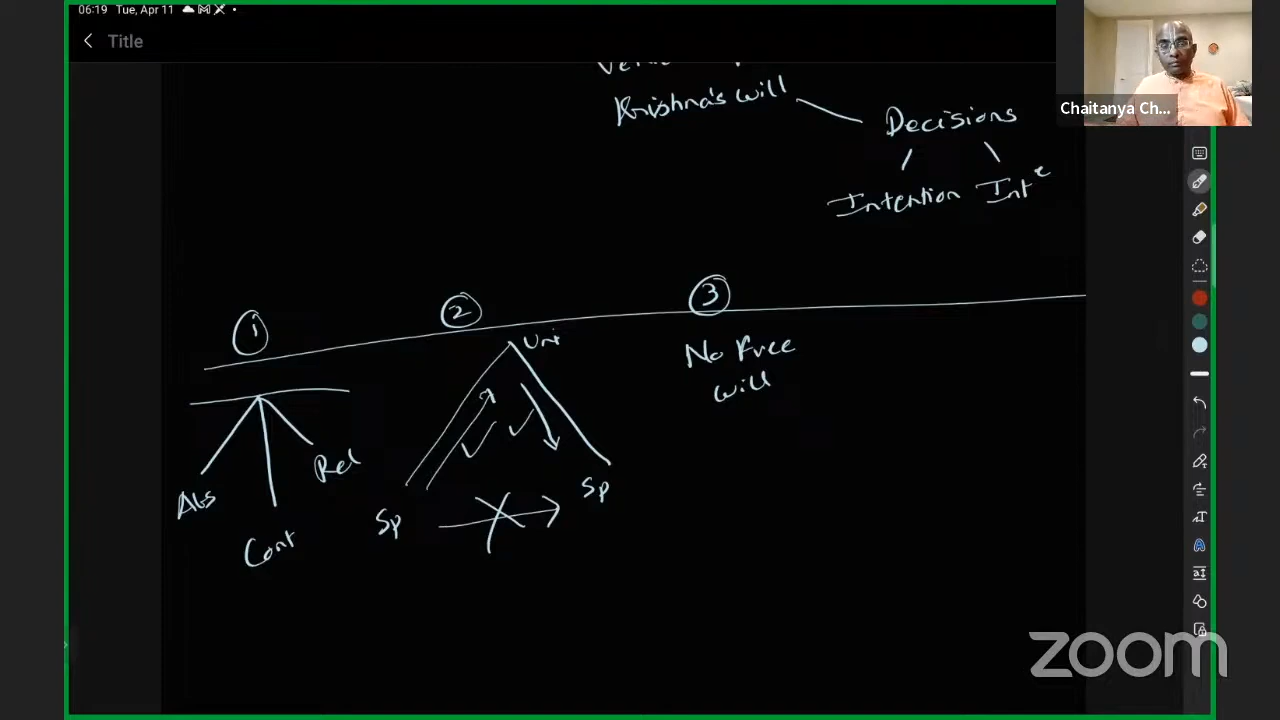 06:19 Tue, Apr 11
Title
Krishna's will
Decisions
Intention Int e
Chaitanya Ch...
1 2 3
Abs
Cont
Rel
Uni
Sp
Sp
No free
will
zoom